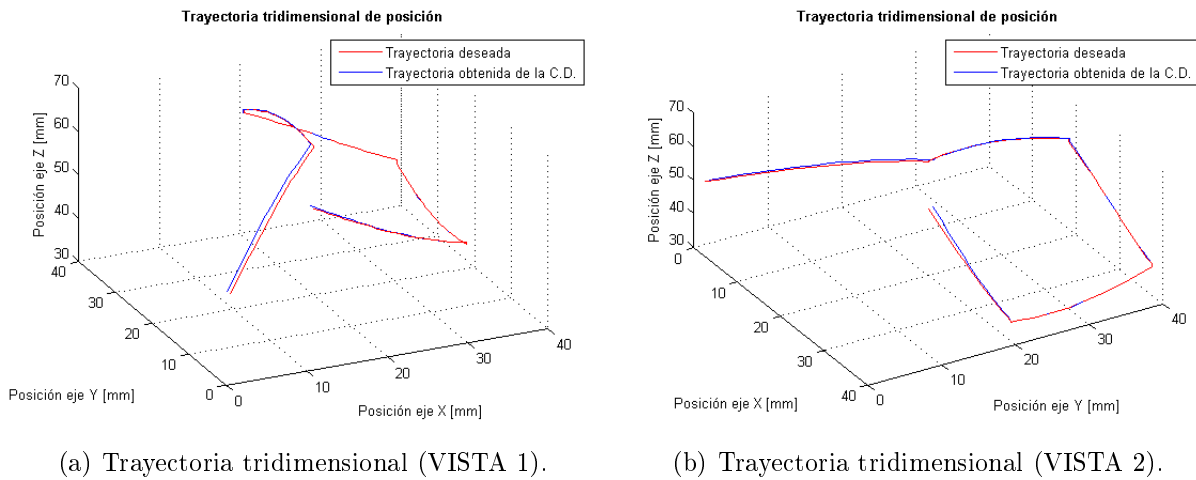 Trayectoria tridimensional de posición
Trayectoria deseada
Trayectoria obtenida de la C.D.
Posición eje Z [mm]
70
60
50
40
30
40
30
20
10
0
0
10
20
30
40
Posición eje Y [mm]
Posición eje X [mm]
(a) Trayectoria tridimensional (VISTA 1).
Trayectoria tridimensional de posición
Trayectoria deseada
Trayectoria obtenida de la C.D.
Posición eje Z [mm]
70
60
50
40
30
0
10
20
30
40
0
10
20
30
40
Posición eje X [mm]
Posición eje Y [mm]
(b) Trayectoria tridimensional (VISTA 2).